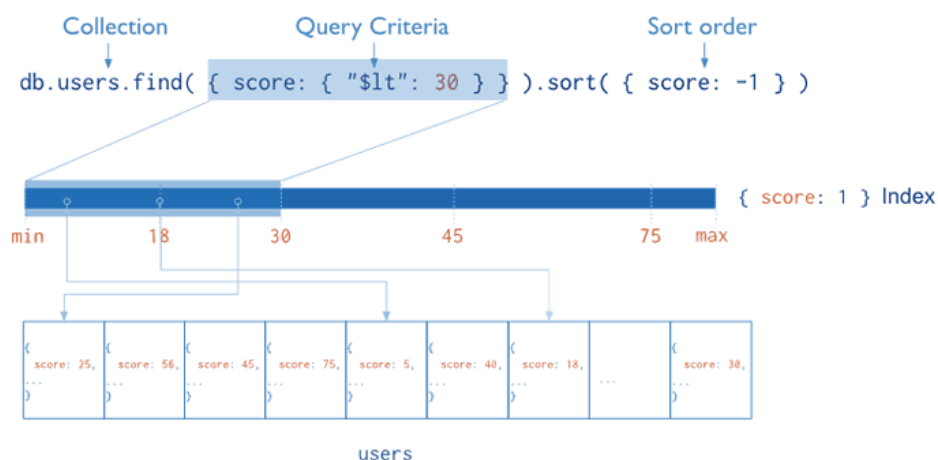 Collection Query Criteria Sort order
db.users.find( { score: { "$lt": 30 } } ).sort( { score: -1 } )
{ score: 1 } Index
min 18 30 45 75 max
{ { { { { { { {
score: 25, score: 56, score: 45, score: 75, score: 5, score: 40, score: 18, score: 30,
... ... ... ... ... ... ... ... ...
} } } } } } } }
users